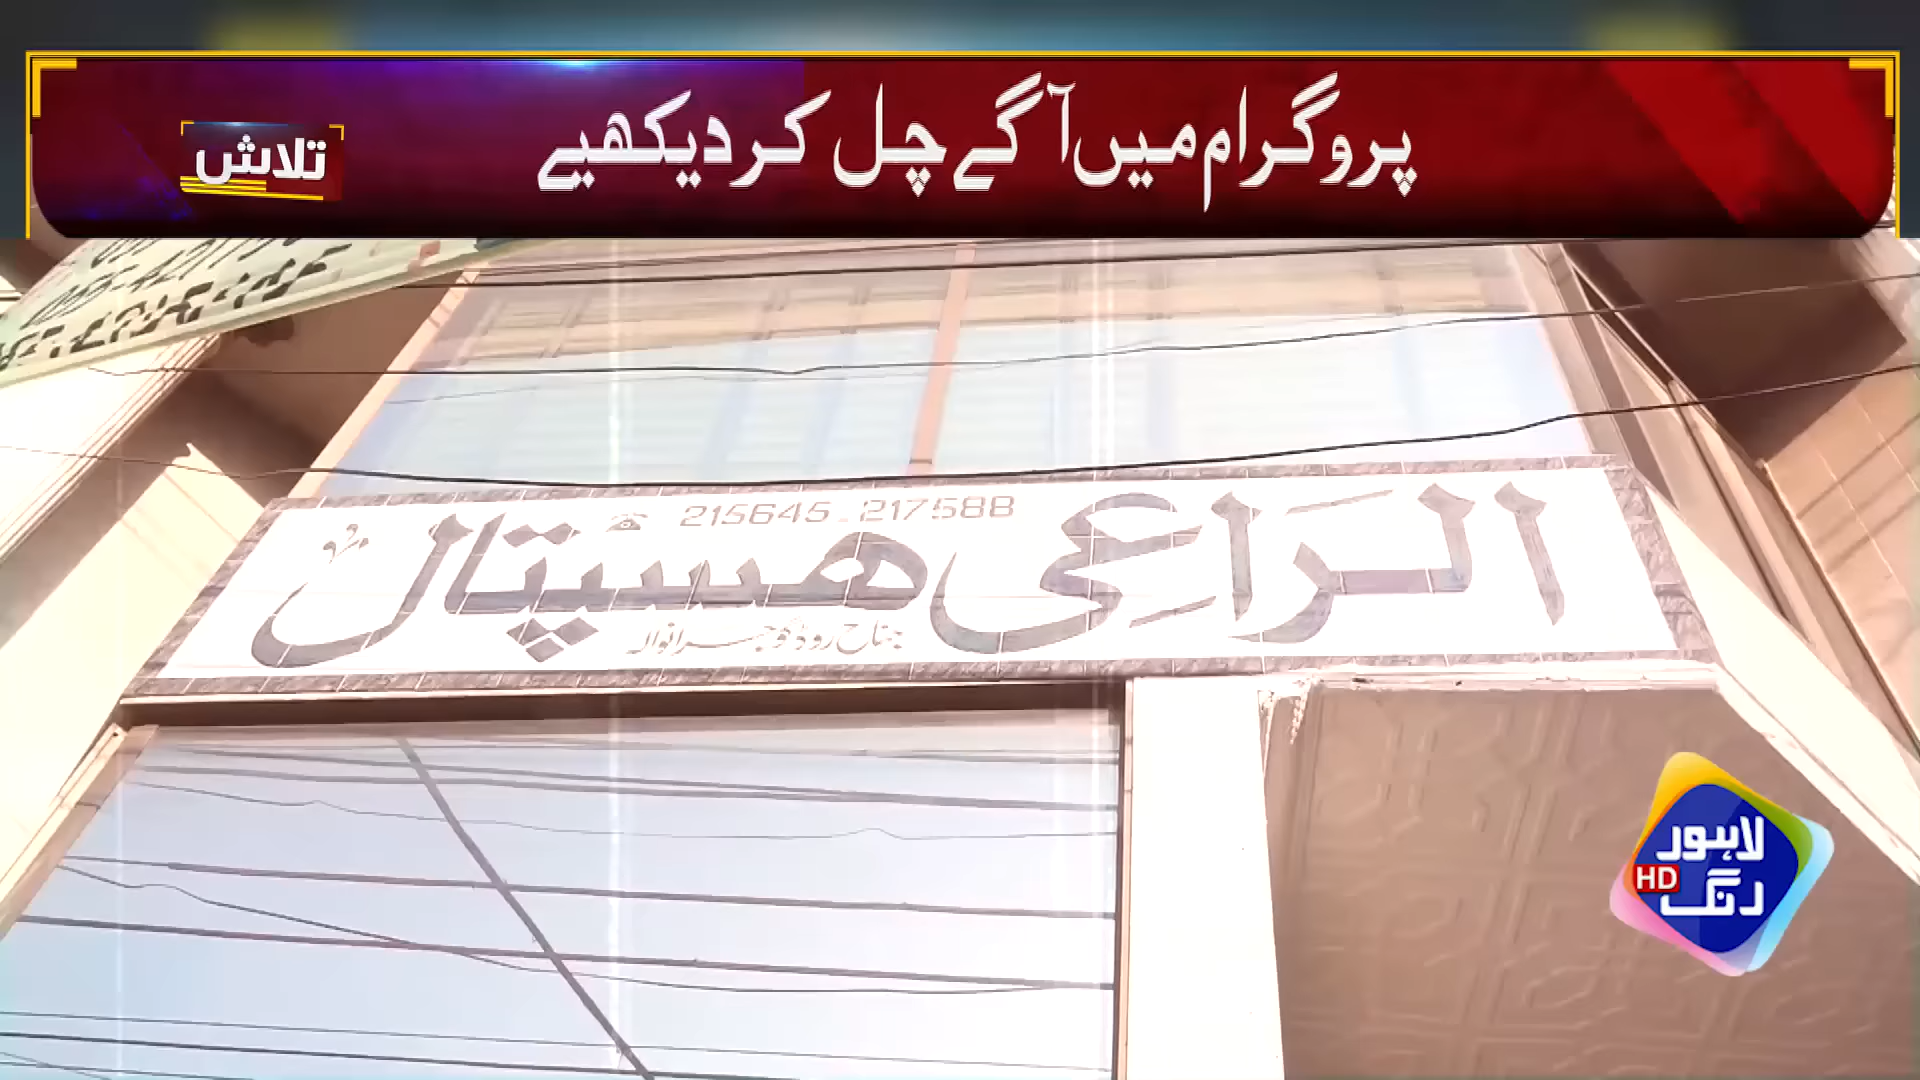 پروگرام میں آگے چل کر دیکھیے
تلاش
215645 - 217588
الراعی ہسپتال
جناح روڈ گوجرانوالہ
لاہور
رنگ
HD